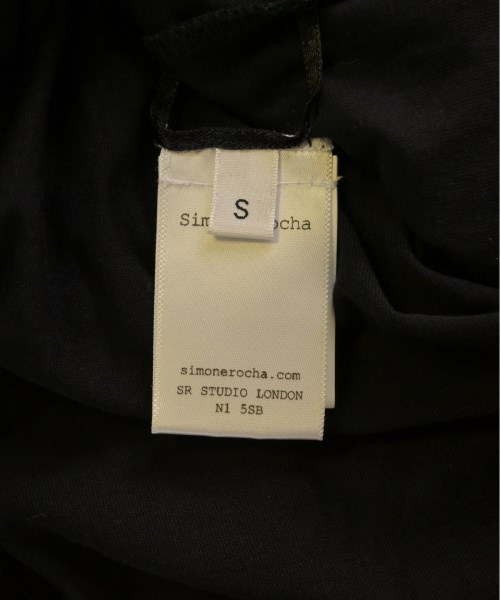 S
Sim ocha
simonerocha.com
SR STUDIO LONDON
N1 5SB